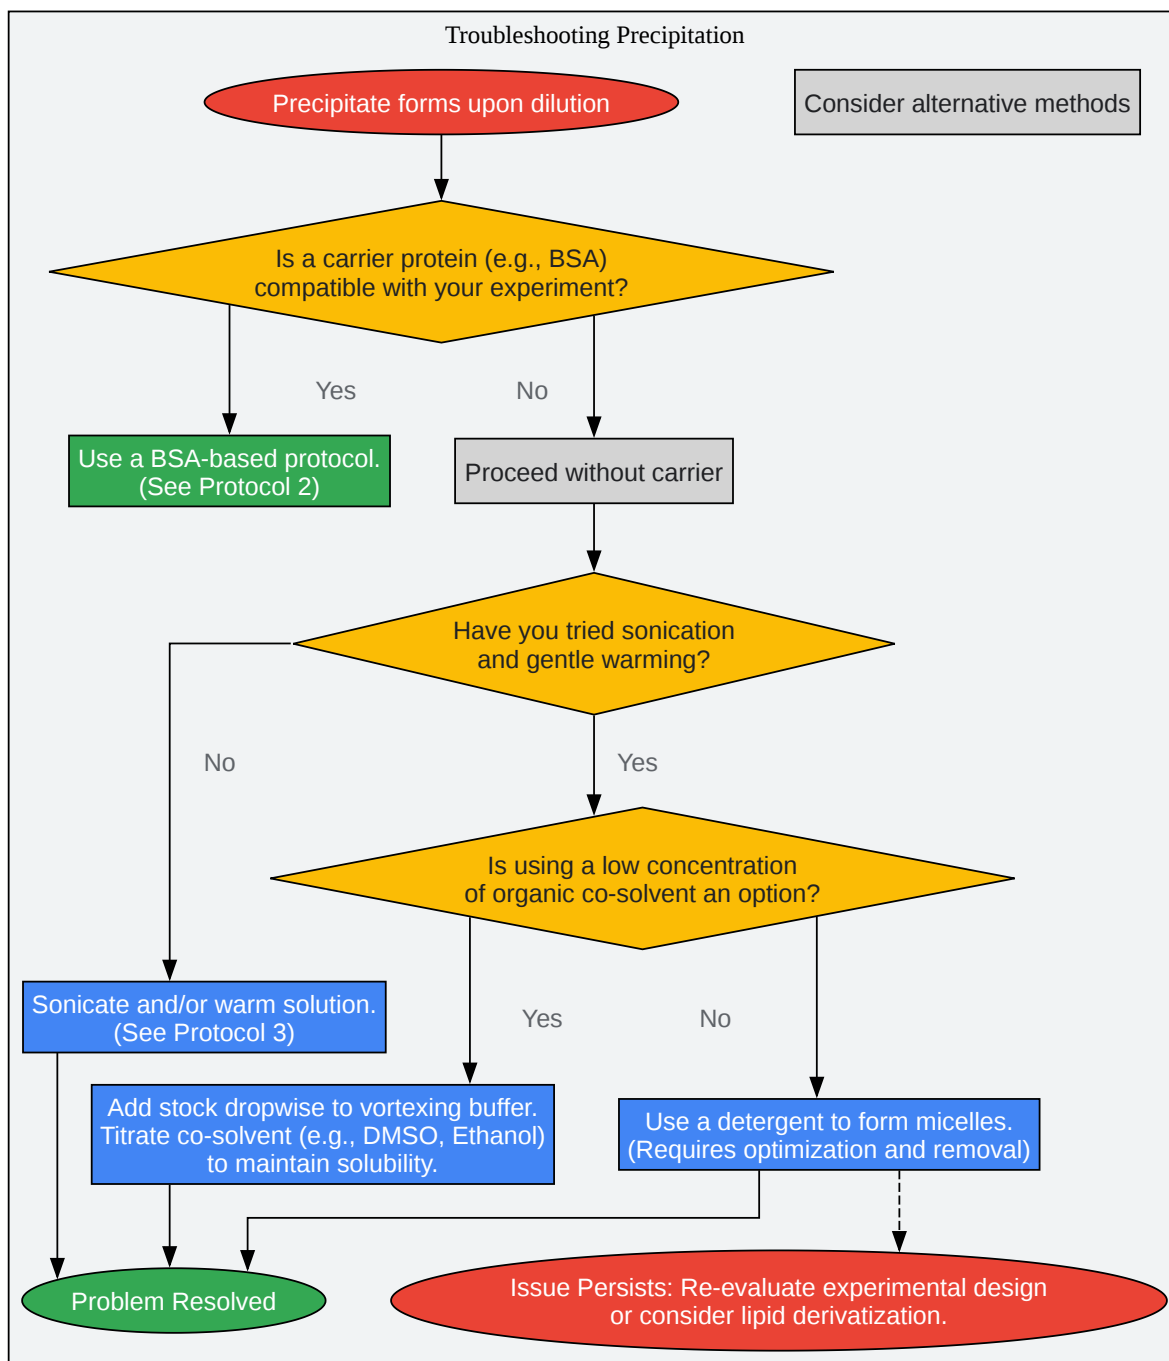 Troubleshooting Precipitation
Precipitate forms upon dilution
Consider alternative methods
Is a carrier protein (e.g., BSA)
compatible with your experiment?
Yes
No
Use a BSA-based protocol.
(See Protocol 2)
Proceed without carrier
Have you tried sonication
and gentle warming?
No
Yes
Is using a low concentration
of organic co-solvent an option?
Sonicate and/or warm solution.
(See Protocol 3)
Yes
No
Add stock dropwise to vortexing buffer.
Titrate co-solvent (e.g., DMSO, Ethanol)
to maintain solubility.
Use a detergent to form micelles.
(Requires optimization and removal)
Problem Resolved
Issue Persists: Re-evaluate experimental design
or consider lipid derivatization.